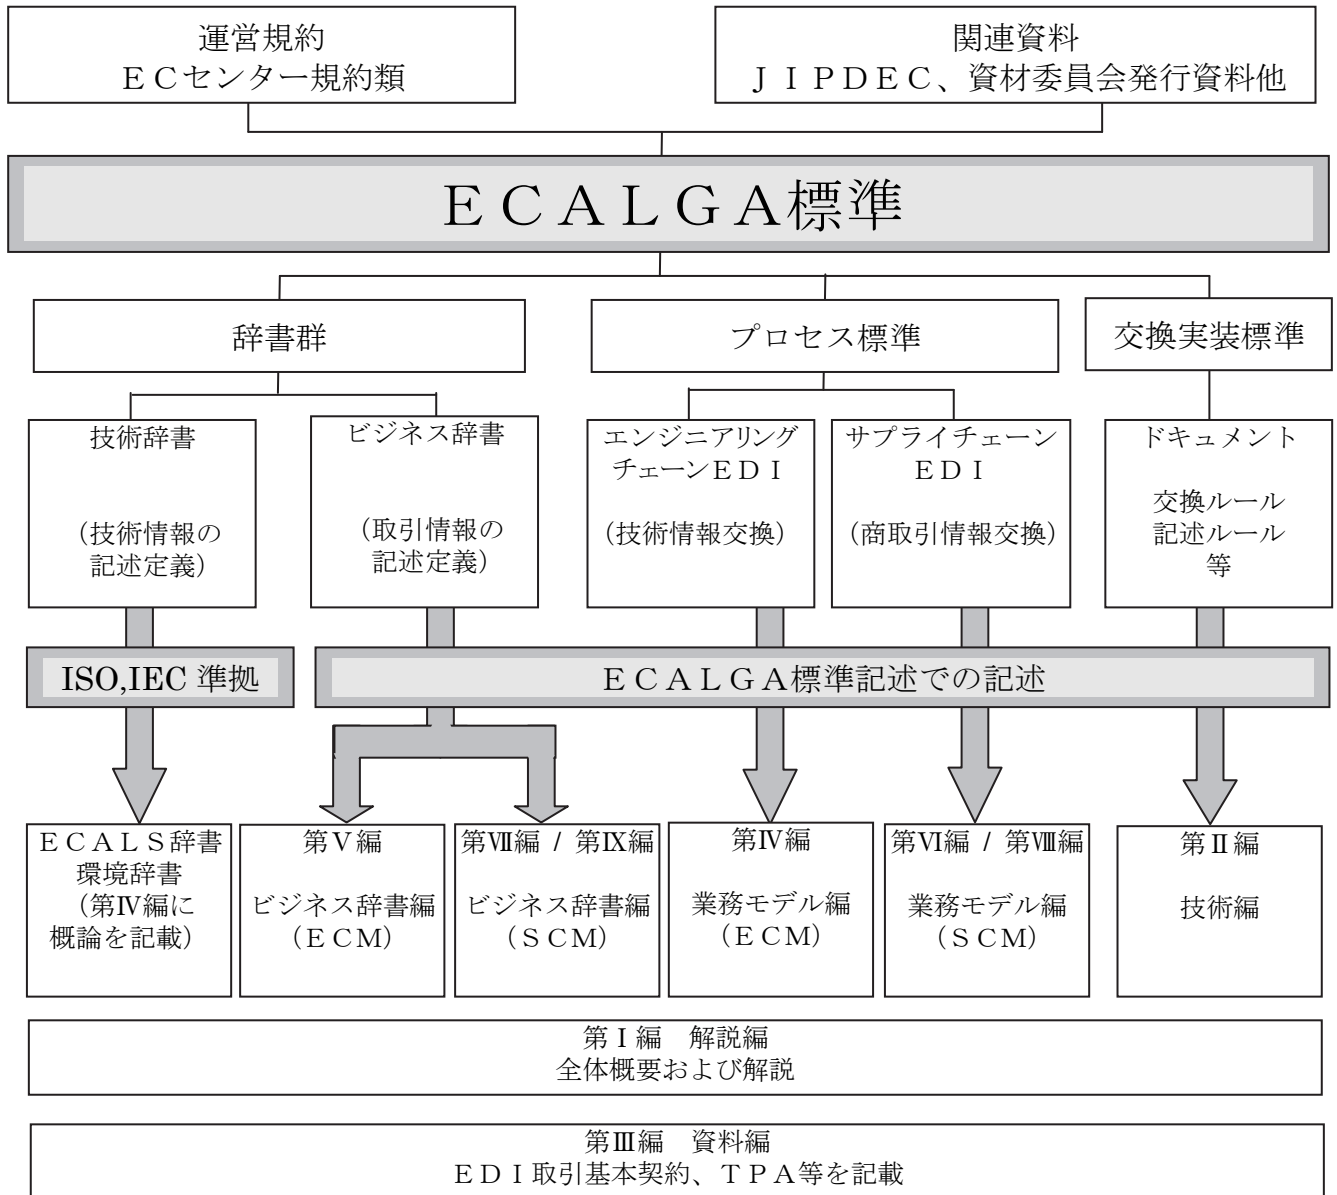 運営規約
ECセンター規約類
関連資料
JIPDEC、資材委員会発行資料他
ECALGA標準
辞書群
プロセス標準
交換実装標準
技術辞書
(技術情報の
記述定義)
ビジネス辞書
(取引情報の
記述定義)
エンジニアリング
チェーンEDI
(技術情報交換)
サプライチェーン
EDI
(商取引情報交換)
ドキュメント
交換ルール
記述ルール
等
ISO,IEC 準拠
ECALGA標準記述での記述
ECALS辞書
環境辞書
(第Ⅳ編に
概論を記載)
第Ⅴ編
ビジネス辞書編
(ECM)
第Ⅶ編 / 第Ⅸ編
ビジネス辞書編
(SCM)
第Ⅳ編
業務モデル編
(ECM)
第Ⅵ編 / 第Ⅷ編
業務モデル編
(SCM)
第Ⅱ編
技術編
第Ⅰ編 解説編
全体概要および解説
第Ⅲ編 資料編
EDI取引基本契約、TPA等を記載